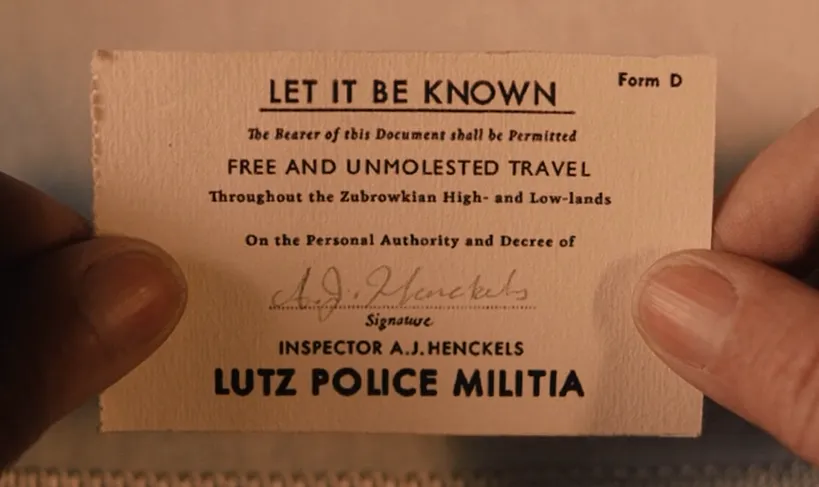 Form D
LET IT BE KNOWN
The Bearer of this Document shall be Permitted
FREE AND UNMOLESTED TRAVEL
Throughout the Zubrowkian High- and Low-lands
On the Personal Authority and Decree of
A.J. Henckels
Signature
INSPECTOR A.J. HENCKELS
LUTZ POLICE MILITIA